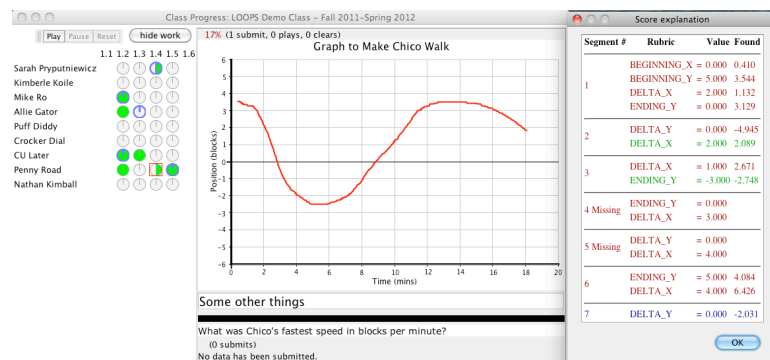 Class Progress: LOOPS Demo Class - Fall 2011-Spring 2012
Play Pause Reset hide work
1.1 1.2 1.3 1.4 1.5 1.6
Sarah Pryputniewicz
Kimberle Koile
Mike Ro
Allie Gator
Puff Diddy
Crocker Dial
CU Later
Penny Road
Nathan Kimball
17% (1 submit, 0 plays, 0 clears)
Graph to Make Chico Walk
Position (blocks)
6
5
4
3
2
1
0
-1
-2
-3
-4
-5
-6
0 2 4 6 8 10 12 14 16 18 20
Time (mins)
Some other things
What was Chico's fastest speed in blocks per minute?
(0 submits)
No data has been submitted.
Score explanation
Segment # Rubric Value Found
1
BEGINNING_X = 0.000 0.410
BEGINNING_Y = 5.000 3.544
DELTA_X = 2.000 1.132
ENDING_Y = 0.000 3.129
2
DELTA_Y = 0.000 -4.945
DELTA_X = 2.000 2.089
3
DELTA_X = 1.000 2.671
ENDING_Y = -3.000 -2.748
4 Missing
ENDING_Y = 0.000
DELTA_X = 3.000
5 Missing
DELTA_Y = 0.000
DELTA_X = 4.000
6
ENDING_Y = 5.000 4.084
DELTA_X = 4.000 6.426
7 DELTA_Y = 0.000 -2.031
OK